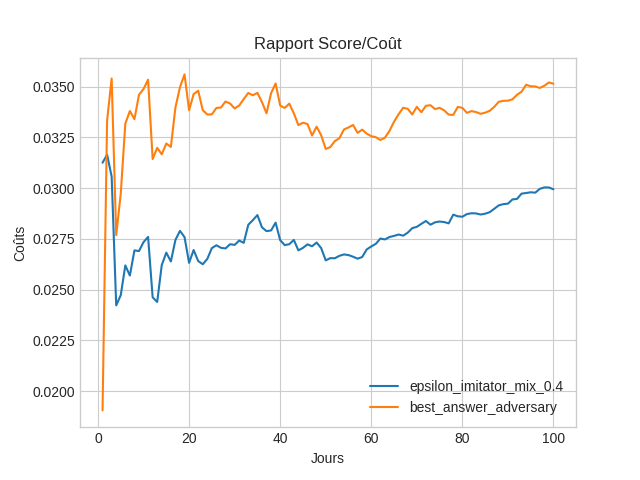 Rapport Score/Coût
Coûts
0.0350
0.0325
0.0300
0.0275
0.0250
0.0225
0.0200
epsilon_imitator_mix_0.4
best_answer_adversary
0 20 40 60 80 100
Jours